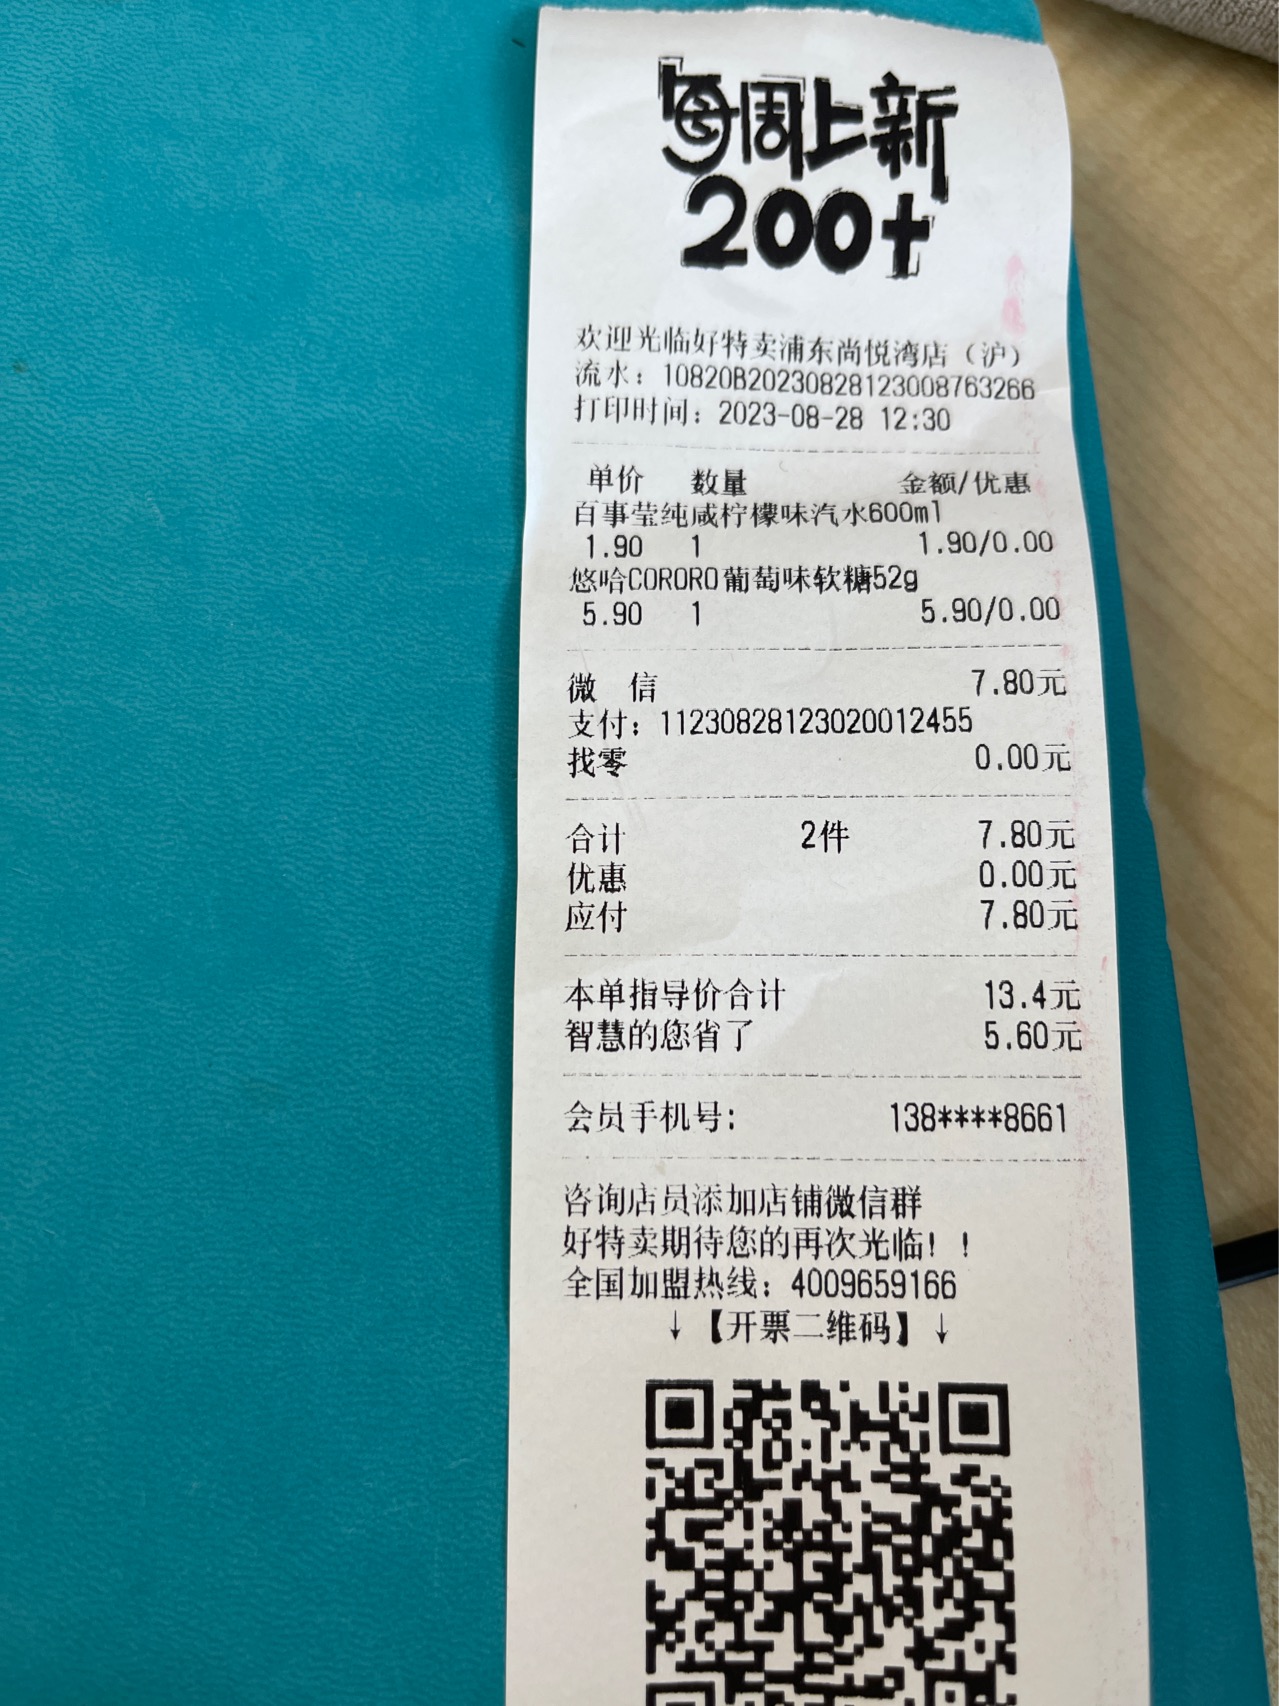 每周上新
200+
欢迎光临好特卖浦东尚悦湾店（沪）
流水：10820B20230828123008763266
打印时间：2023-08-28 12:30
单价 数量 金额/优惠
百事莹纯咸柠檬味汽水600ml
1.90 1 1.90/0.00
悠哈CORORO葡萄味软糖52g
5.90 1 5.90/0.00
微 信 7.80元
支付：11230828123020012455
找零 0.00元
合计 2件 7.80元
优惠 0.00元
应付 7.80元
本单指导价合计 13.4元
智慧的您省了 5.60元
会员手机号: 138****8661
咨询店员添加店铺微信群
好特卖期待您的再次光临！！
全国加盟热线：4009659166
↓【开票二维码】↓